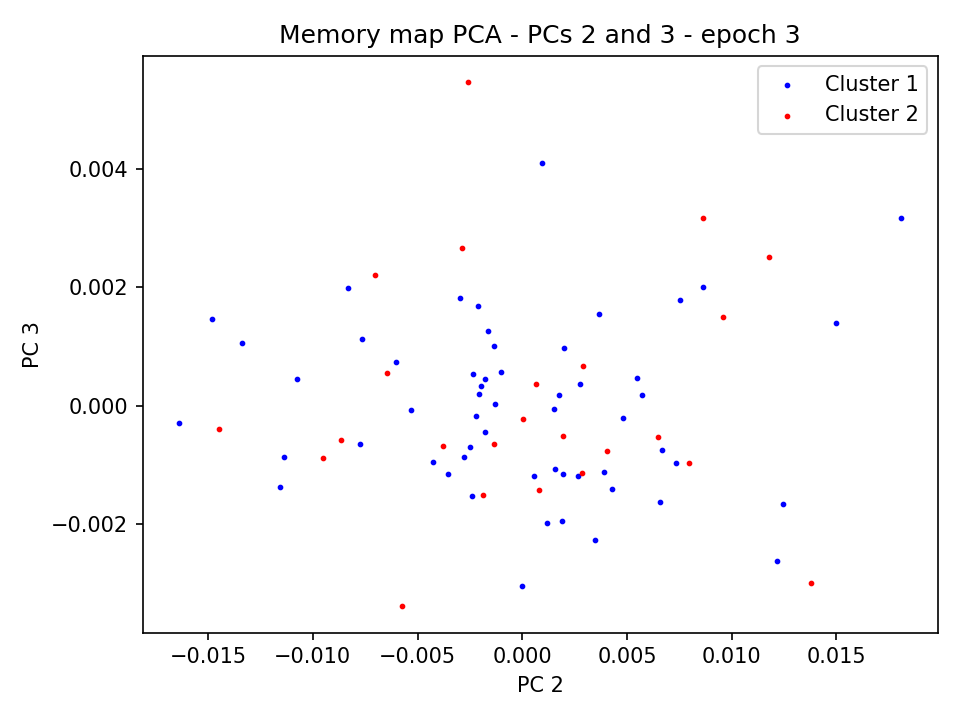 Memory map PCA - PCs 2 and 3 - epoch 3
Cluster 1
Cluster 2
0.004
0.002
0.000
−0.002
PC 3
−0.015
−0.010
−0.005
0.000
0.005
0.010
0.015
PC 2